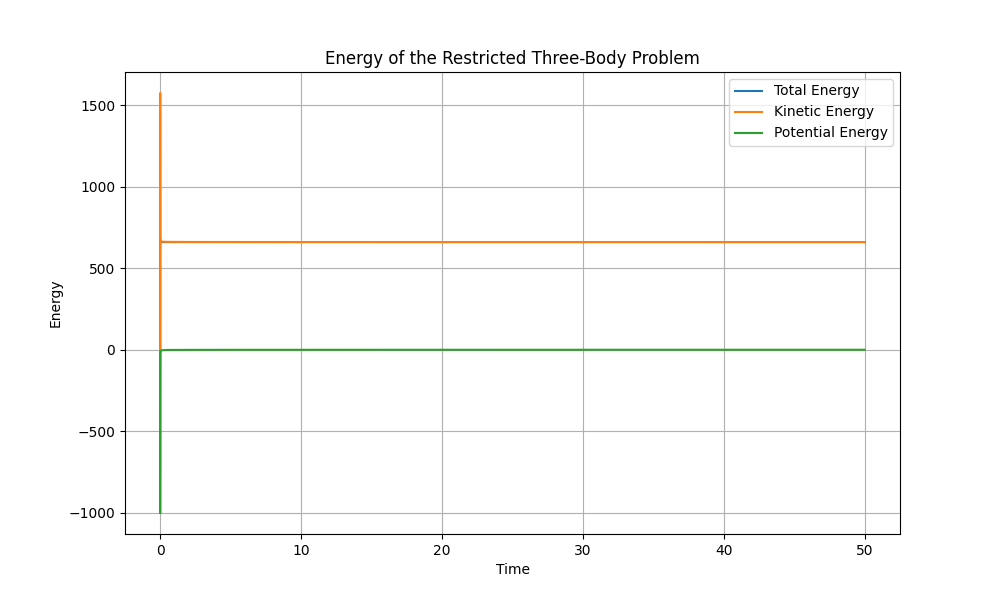 Energy of the Restricted Three-Body Problem
Total Energy
Kinetic Energy
Potential Energy
1500
1000
500
0
−500
−1000
Energy
0 10 20 30 40 50
Time